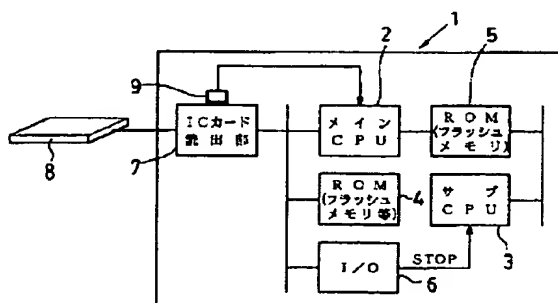 1
2
5
9
ICカード
読出部
メイン
CPU
ROM
(フラッシュ
メモリ)
8
7
ROM
(フラッシュ
メモリ等)
4
サブ
CPU
3
I/O
STOP
6